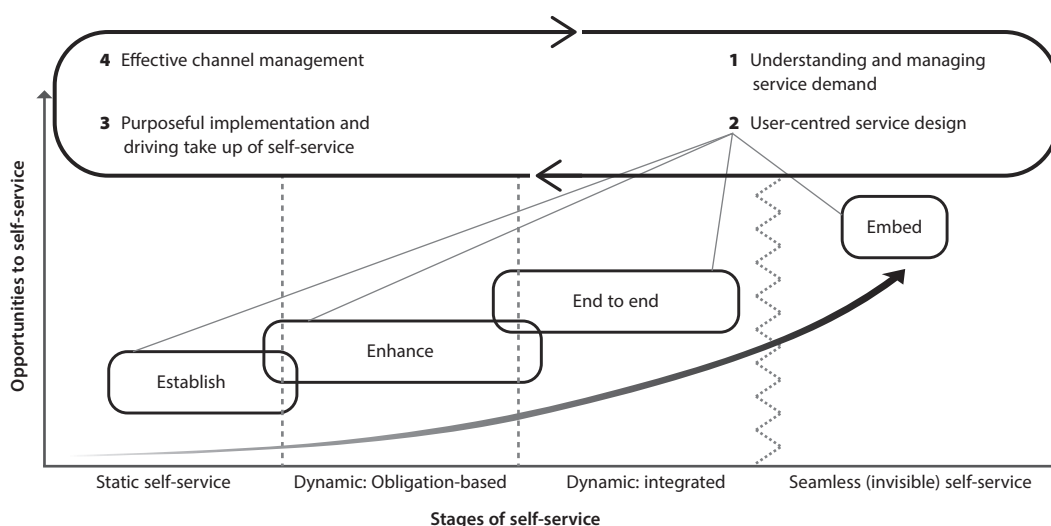 4 Effective channel management
3 Purposeful implementation and
driving take up of self-service
1 Understanding and managing
service demand
2 User-centred service design
Opportunities to self-service
Embed
End to end
Enhance
Establish
Static self-service
Dynamic: Obligation-based
Dynamic: integrated
Seamless (invisible) self-service
Stages of self-service